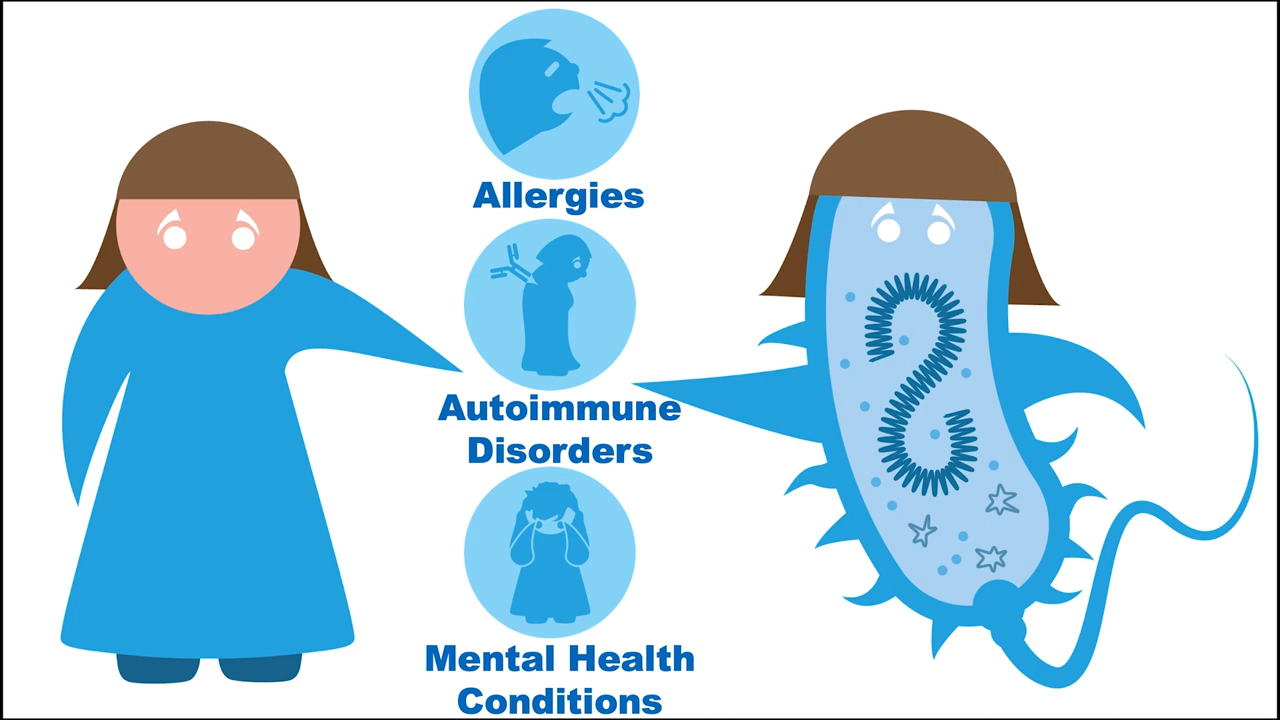 Allergies
Autoimmune
Disorders
Mental Health
Conditions